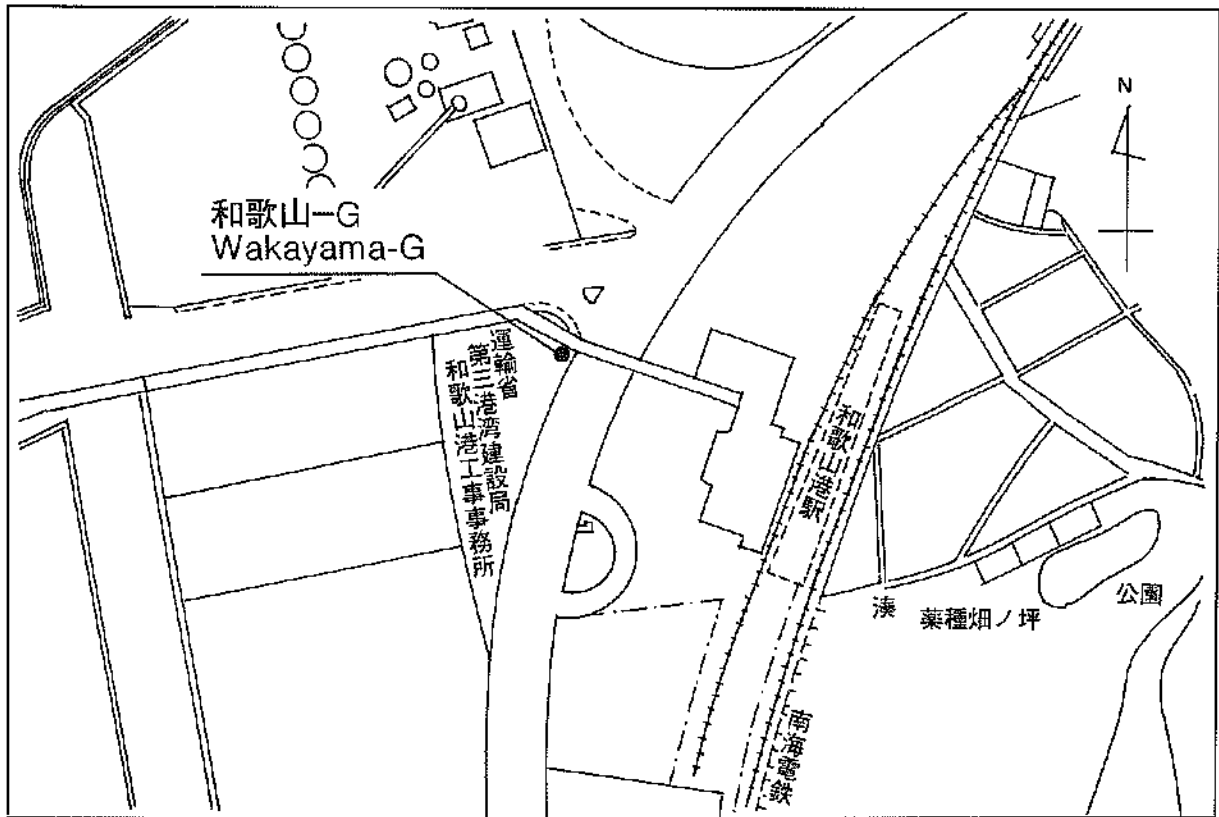 N
和歌山−G
Wakayama-G
運輸省
第三港湾建設局
和歌山港工事事務所
和歌山港駅
湊 薬種畑ノ坪
公園
南海電鉄